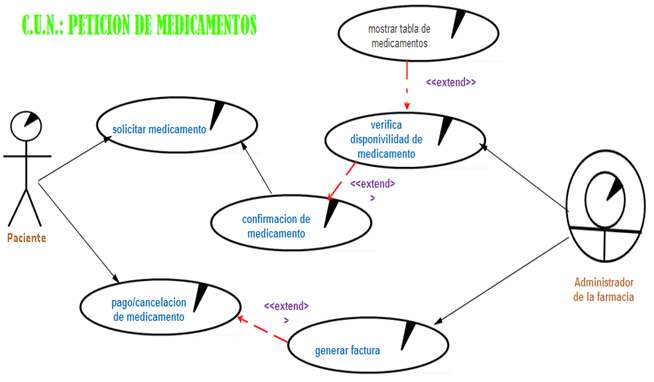 C.U.N.: PETICION DE MEDICAMENTOS
mostrar tabla de
medicamentos
<<extend>>
solicitar medicamento
verifica
disponivilidad de
medicamento
<<extend>
>
Paciente
confirmacion de
medicamento
Administrador
de la farmacia
pago/cancelacion
de medicamento
<<extend>
>
generar factura